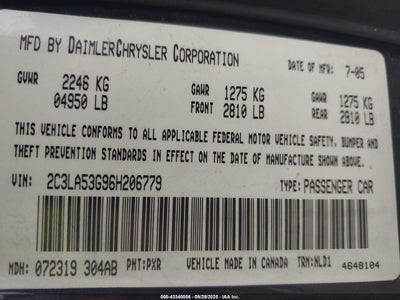 MFD BY DAIMLERCHRYSLER CORPORATION
DATE OF MFR: 7-05
GVWR 2246 KG GAWR 1275 KG GAWR 1275 KG
04950 LB FRONT 2810 LB REAR 2810 LB
THIS VEHICLE CONFORMS TO ALL APPLICABLE FEDERAL MOTOR VEHICLE SAFETY, BUMPER AND
THEFT PREVENTION STANDARDS IN EFFECT ON THE DATE OF MANUFACTURE SHOWN ABOVE.
VIN: 2C3LA53G96H206779 TYPE: PASSENGER CAR
MDH: 072319 304AB PNT: PXR VEHICLE MADE IN CANADA TRM: NLD1 4648104
000-43340056 - 09/29/2025 - IAA Inc.